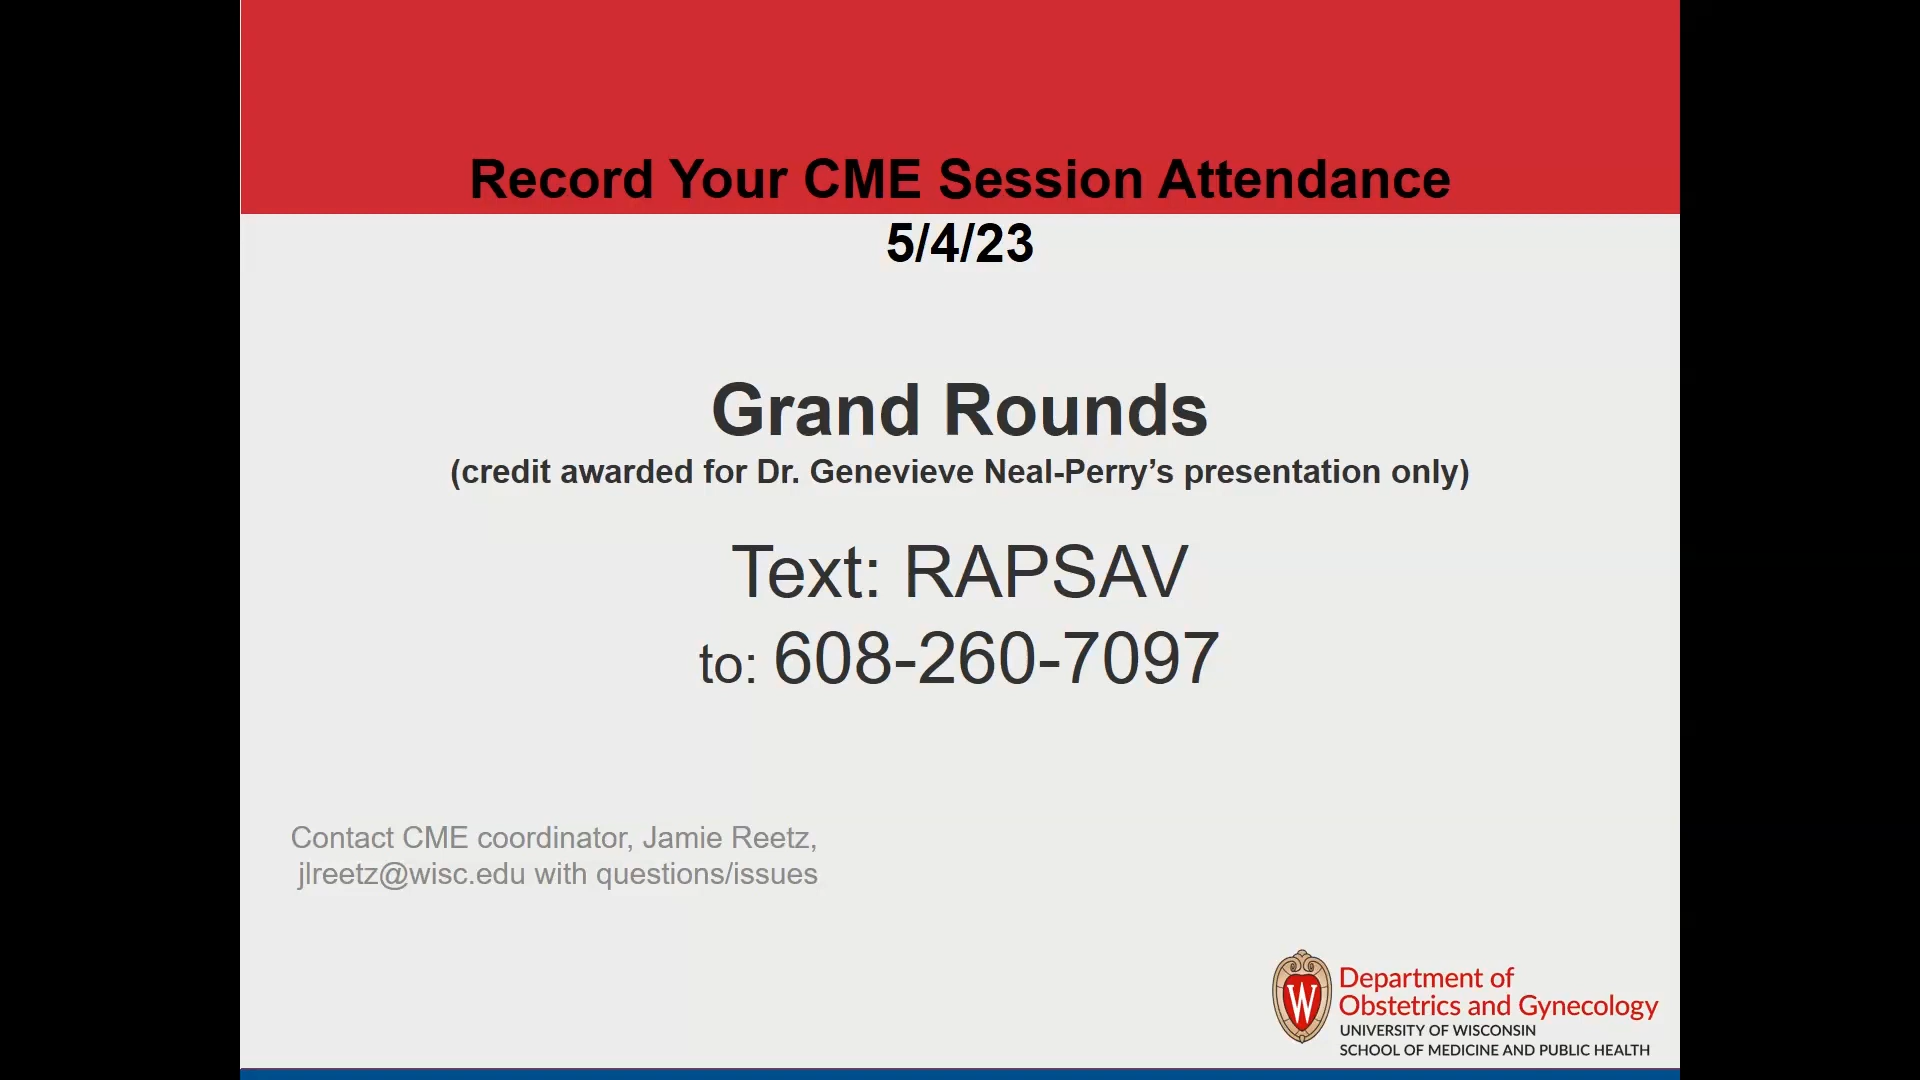 Record Your CME Session Attendance
5/4/23
Grand Rounds
(credit awarded for Dr. Genevieve Neal-Perry’s presentation only)
Text: RAPSAV
to: 608-260-7097
Contact CME coordinator, Jamie Reetz,
jlreetz@wisc.edu with questions/issues
W
Department of
Obstetrics and Gynecology
UNIVERSITY OF WISCONSIN
SCHOOL OF MEDICINE AND PUBLIC HEALTH